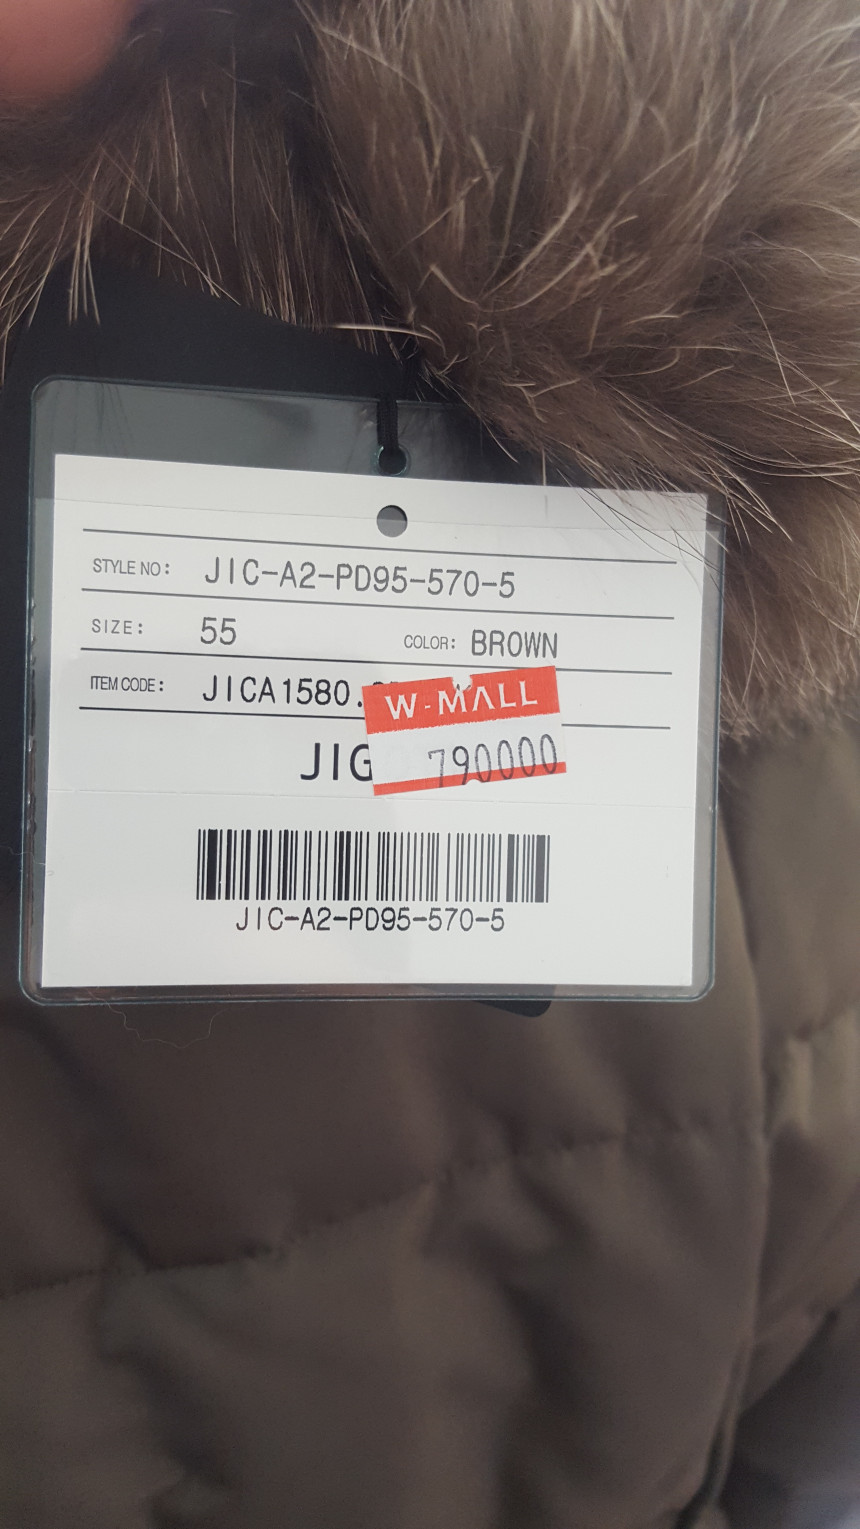 STYLE NO: JIC-A2-PD95-570-5
SIZE: 55 COLOR: BROWN
ITEM CODE: JICA1580.
W-MALL
JIG 790000
JIC-A2-PD95-570-5